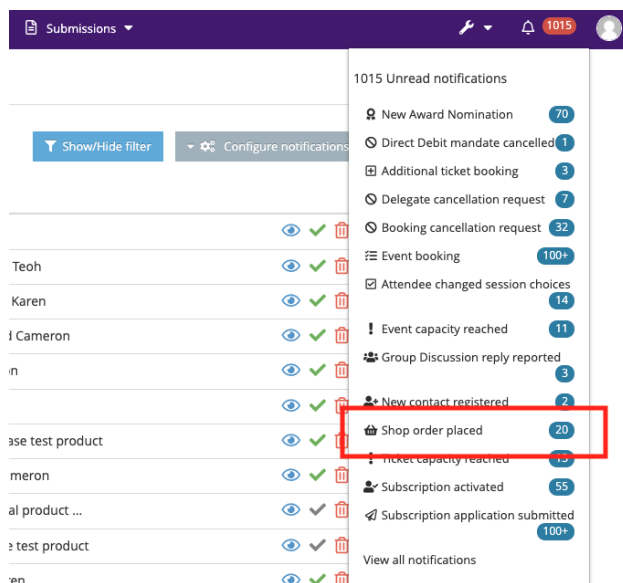 Submissions
1015
1015 Unread notifications
New Award Nomination 70
Show/Hide filter
Configure notifications
Direct Debit mandate cancelled 1
Additional ticket booking 3
Delegate cancellation request 7
Booking cancellation request 32
Event booking 100+
Teoh
Attendee changed session choices
14
Karen
Event capacity reached 11
Cameron
Group Discussion reply reported
3
New contact registered 2
Shop order placed 20
ase test product
Ticket capacity reached
meron
Subscription activated 55
al product ...
Subscription application submitted
100+
e test product
View all notifications